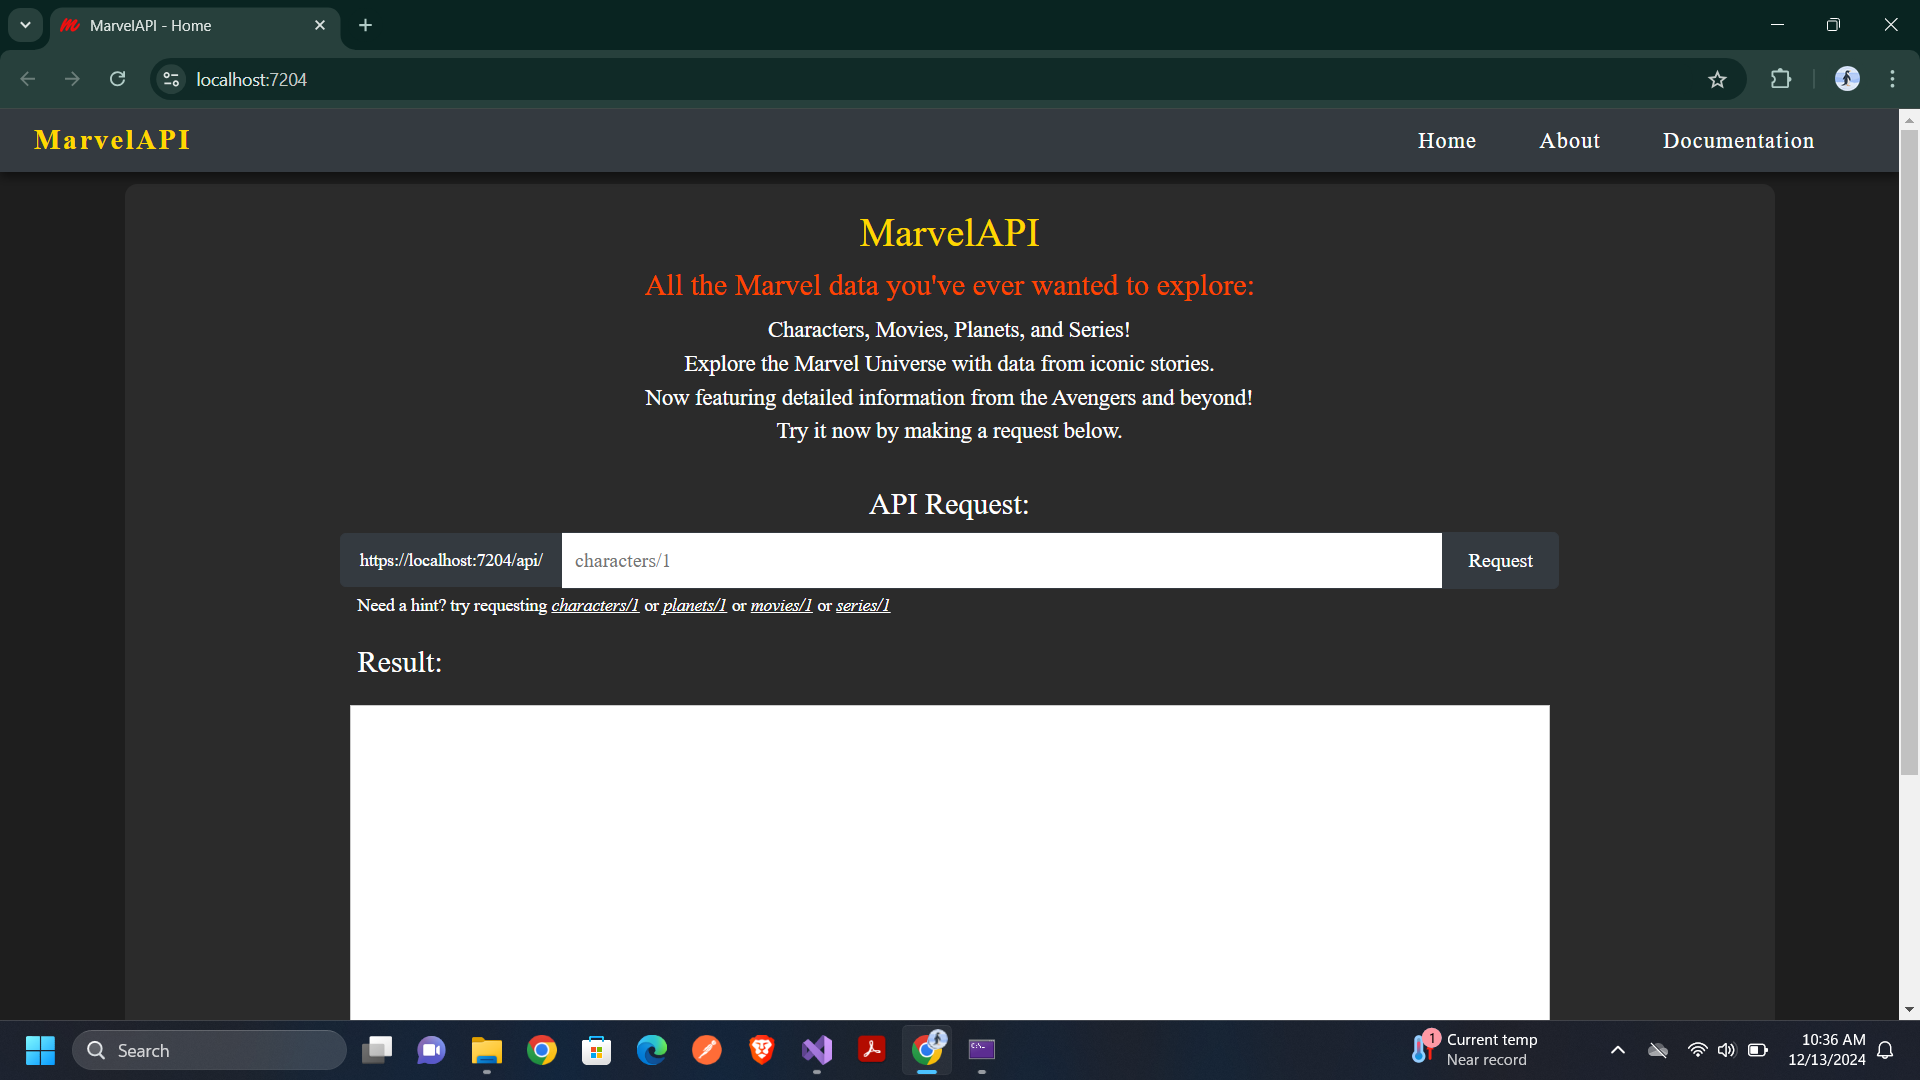 MarvelAPI - Home
localhost:7204
MarvelAPI
Home About Documentation
MarvelAPI
All the Marvel data you've ever wanted to explore:
Characters, Movies, Planets, and Series!
Explore the Marvel Universe with data from iconic stories.
Now featuring detailed information from the Avengers and beyond!
Try it now by making a request below.
API Request:
https://localhost:7204/api/ characters/1 Request
Need a hint? try requesting characters/1 or planets/1 or movies/1 or series/1
Result:
Search
1
Current temp
Near record
10:36 AM
12/13/2024